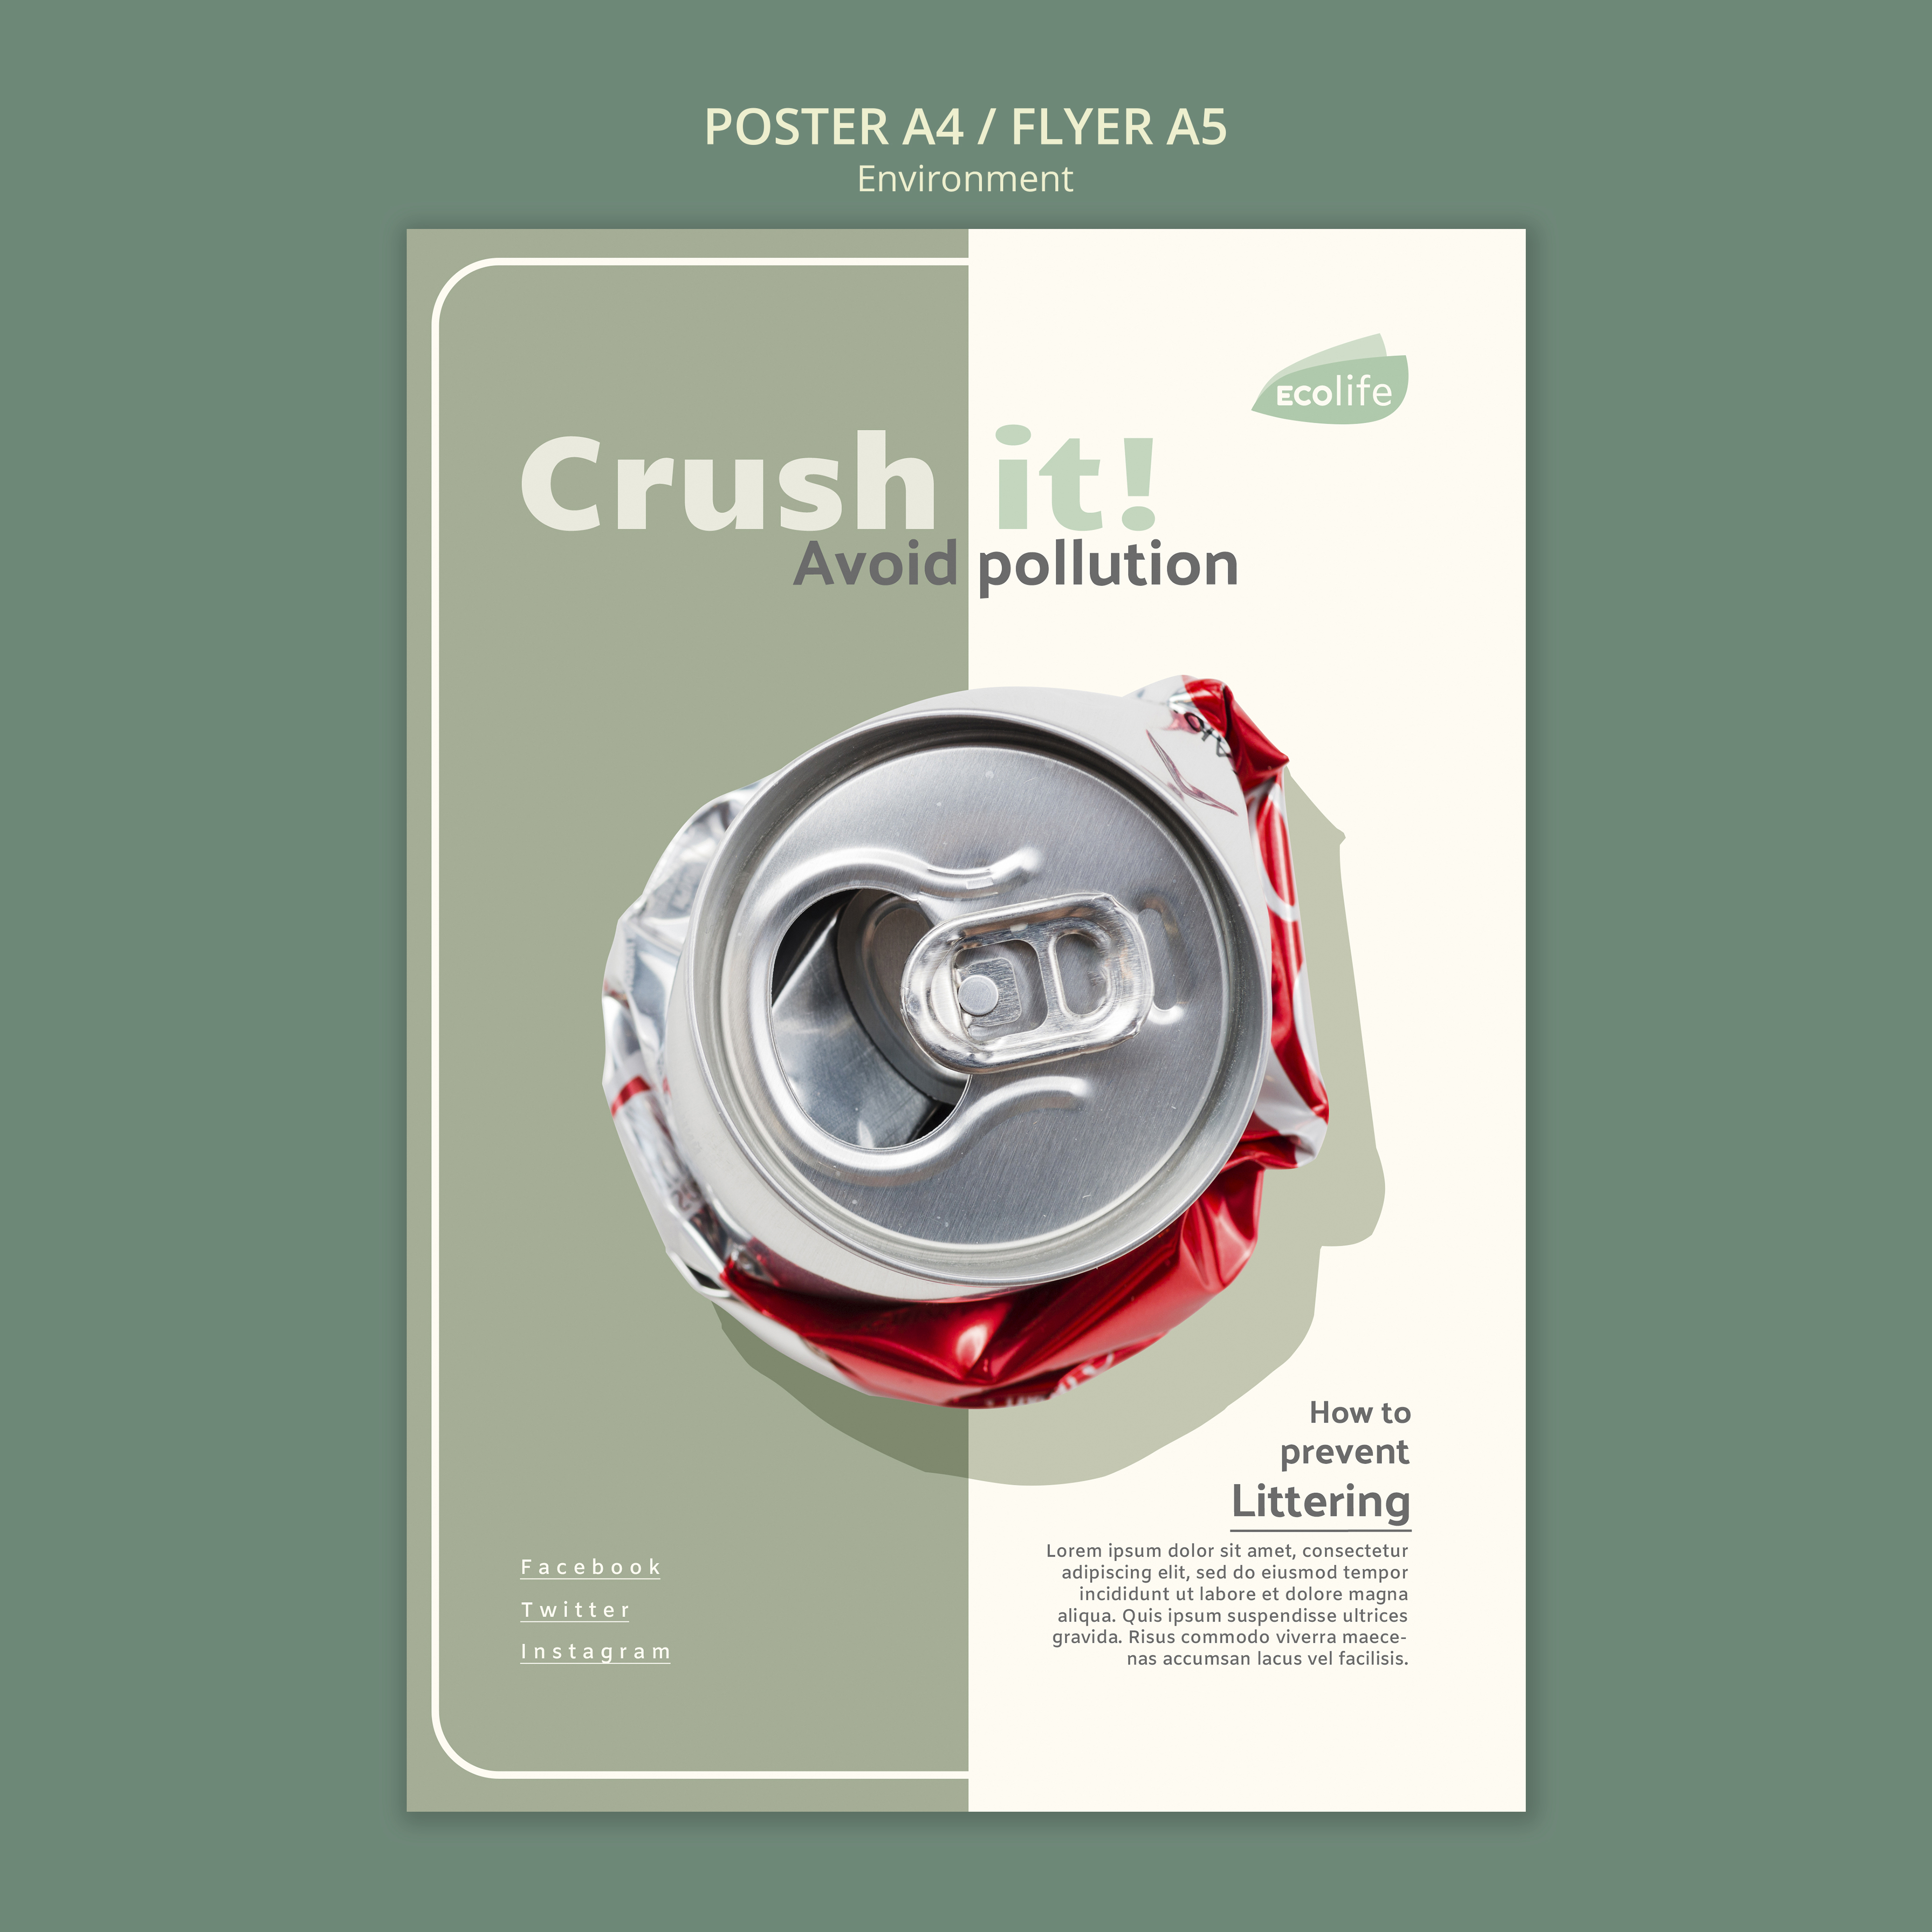 POSTER A4 / FLYER A5
Environment
ECOlife
Crush it!
Avoid pollution
How to
prevent
Littering
Lorem ipsum dolor sit amet, consectetur
adipiscing elit, sed do eiusmod tempor
incididunt ut labore et dolore magna
aliqua. Quis ipsum suspendisse ultrices
gravida. Risus commodo viverra maece-
nas accumsan lacus vel facilisis.
Facebook
Twitter
Instagram